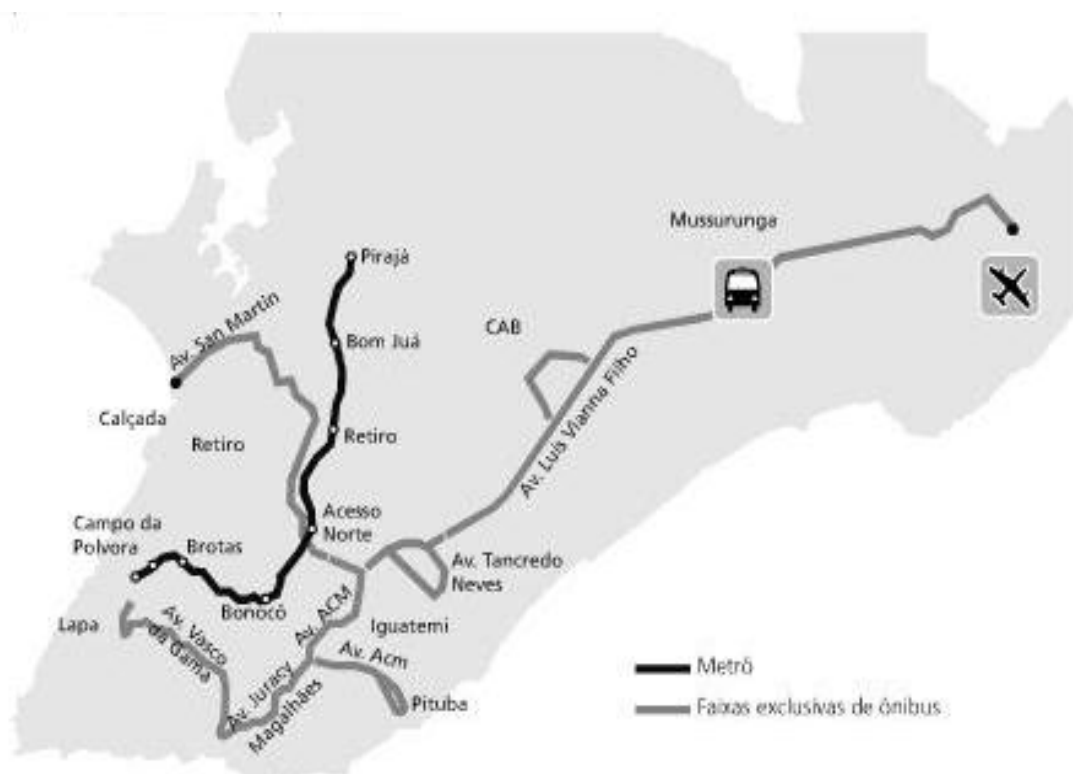 Mussurunga
Pirajá
Av. San Martin
CAB
Bom Juá
Av. Luis Vianna Filho
Calçada
Retiro
Retiro
Acesso
Norte
Campo da
Polvora
Brotas
Av. Tancredo
Neves
Bonocô
Av. ACM
Lapa
Av. Vasco
da Gama
Iguatemi
Av. Acm
Av. Juracy
Magalhães
Pituba
Metrô
Faixas exclusivas de ônibus